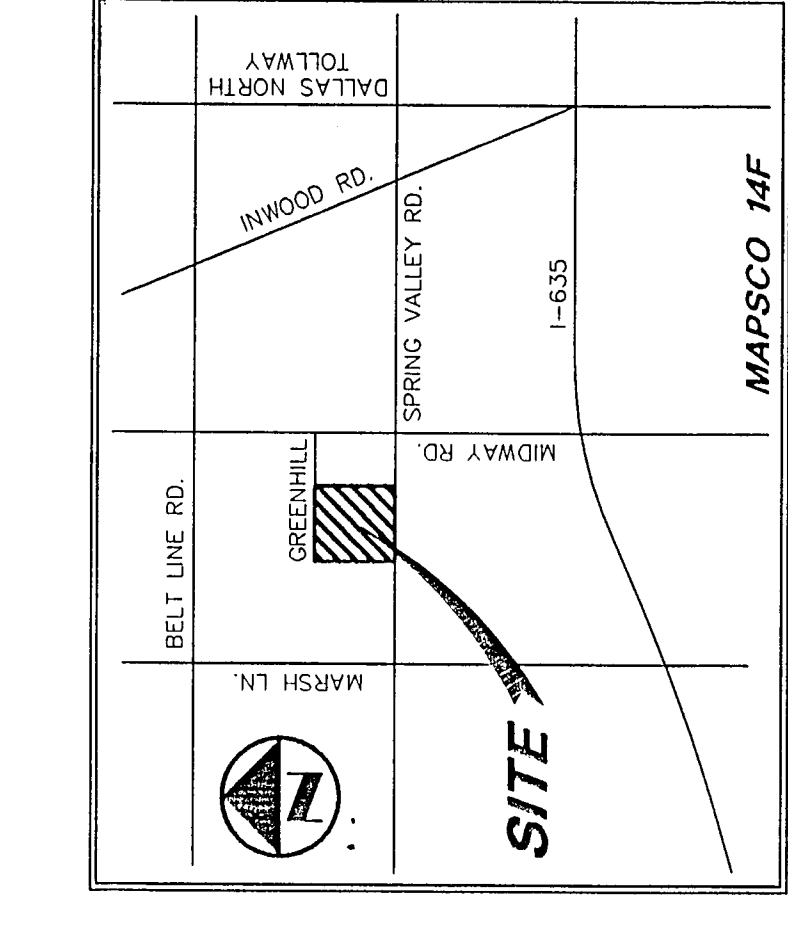 DALLAS NORTH
TOLLWAY
INWOOD RD.
SPRING VALLEY RD.
I-635
MAPSCO 14F
MIDWAY RD.
GREENHILL
BELT LINE RD.
MARSH LN.
SITE
N